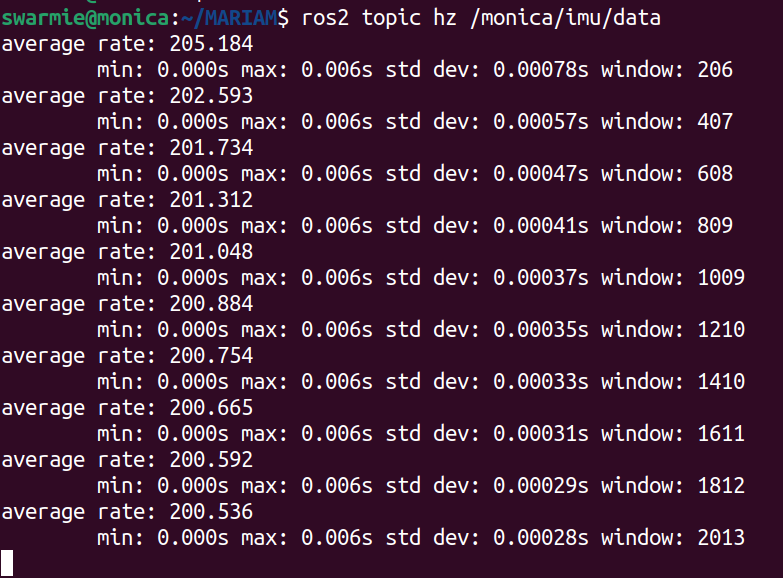 swarmie@monica:~/MARIAM$ ros2 topic hz /monica/imu/data
average rate: 205.184
        min: 0.000s max: 0.006s std dev: 0.00078s window: 206
average rate: 202.593
        min: 0.000s max: 0.006s std dev: 0.00057s window: 407
average rate: 201.734
        min: 0.000s max: 0.006s std dev: 0.00047s window: 608
average rate: 201.312
        min: 0.000s max: 0.006s std dev: 0.00041s window: 809
average rate: 201.048
        min: 0.000s max: 0.006s std dev: 0.00037s window: 1009
average rate: 200.884
        min: 0.000s max: 0.006s std dev: 0.00035s window: 1210
average rate: 200.754
        min: 0.000s max: 0.006s std dev: 0.00033s window: 1410
average rate: 200.665
        min: 0.000s max: 0.006s std dev: 0.00031s window: 1611
average rate: 200.592
        min: 0.000s max: 0.006s std dev: 0.00029s window: 1812
average rate: 200.536
        min: 0.000s max: 0.006s std dev: 0.00028s window: 2013